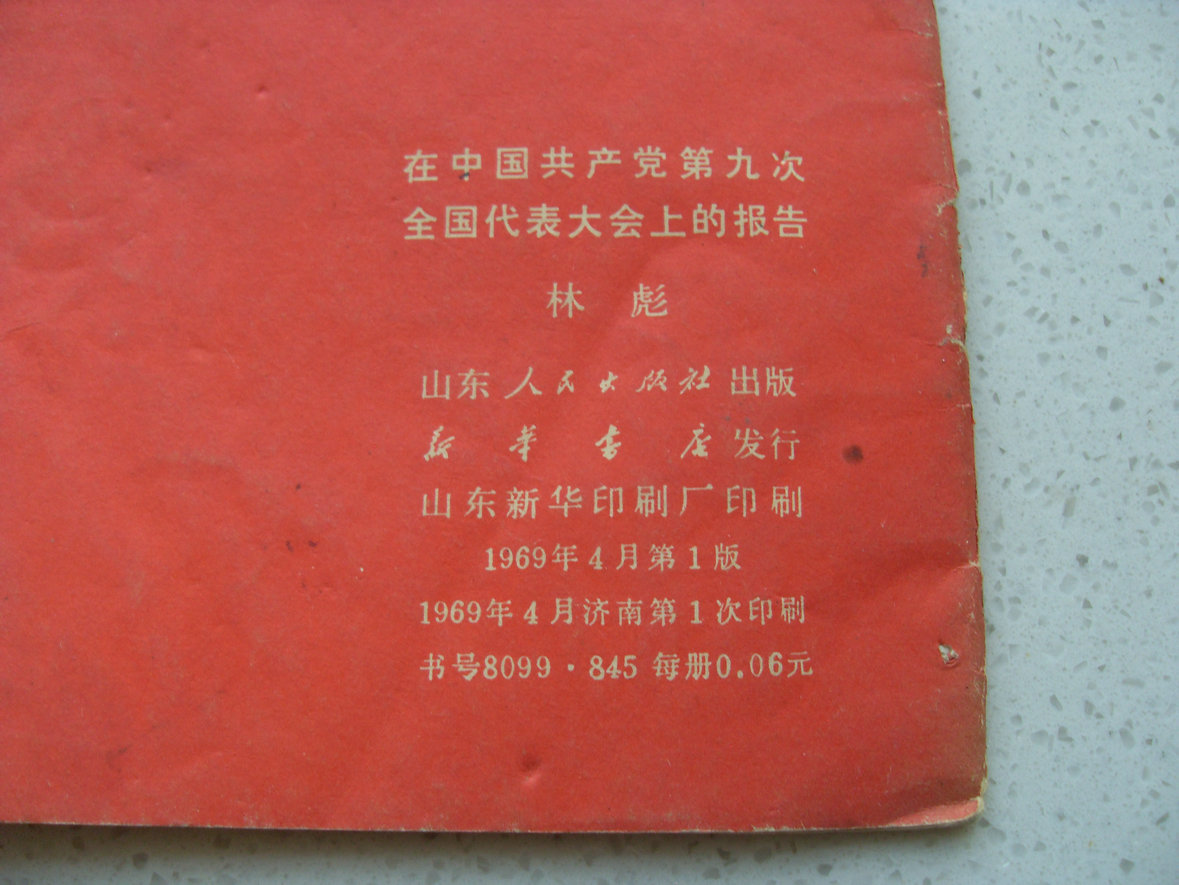 在中国共产党第九次
全国代表大会上的报告
林 彪
山东人民出版社出版
新华书店发行
山东新华印刷厂印刷
1969年4月第1版
1969年4月济南第1次印刷
书号8099·845 每册0.06元